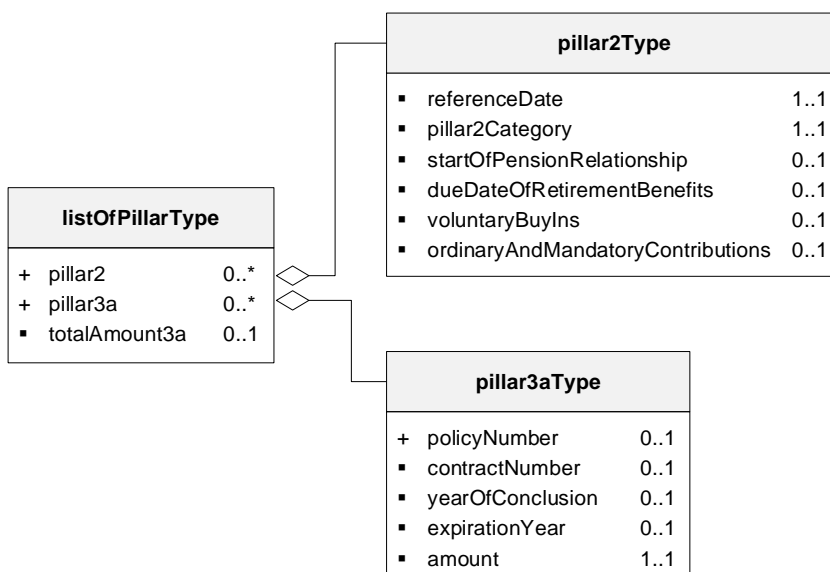 pillar2Type
▪ referenceDate 1..1
▪ pillar2Category 1..1
▪ startOfPensionRelationship 0..1
▪ dueDateOfRetirementBenefits 0..1
▪ voluntaryBuyIns 0..1
▪ ordinaryAndMandatoryContributions 0..1
listOfPillarType
+ pillar2 0..*
+ pillar3a 0..*
▪ totalAmount3a 0..1
pillar3aType
+ policyNumber 0..1
▪ contractNumber 0..1
▪ yearOfConclusion 0..1
▪ expirationYear 0..1
▪ amount 1..1